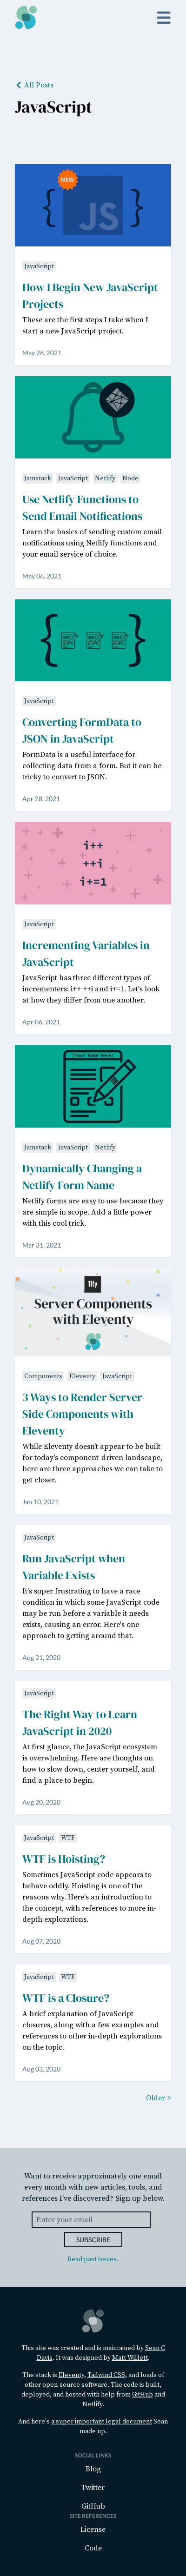 All Posts
JavaScript
NEW
JS
JavaScript
How I Begin New JavaScript
Projects
These are the first steps I take when I
start a new JavaScript project.
May 26, 2021
Jamstack JavaScript Netlify Node
Use Netlify Functions to
Send Email Notifications
Learn the basics of sending custom email
notifications using Netlify functions and
your email service of choice.
May 06, 2021
JavaScript
Converting FormData to
JSON in JavaScript
FormData is a useful interface for
collecting data from a form. But it can be
tricky to convert to JSON.
Apr 28, 2021
i++
++i
i+=1
JavaScript
Incrementing Variables in
JavaScript
JavaScript has three different types of
incrementers: i++ ++i and i+=1. Let's look
at how they differ from one another.
Apr 06, 2021
[Your Name Here]
Jamstack JavaScript Netlify
Dynamically Changing a
Netlify Form Name
Netlify forms are easy to use because they
are simple in scope. Add a little power
with this cool trick.
Mar 31, 2021
11ty
Server Components
with Eleventy
Components Eleventy JavaScript
3 Ways to Render Server-
Side Components with
Eleventy
While Eleventy doesn't appear to be built
for today's component-driven landscape,
here are three approaches we can take to
get closer.
Jan 10, 2021
JavaScript
Run JavaScript when
Variable Exists
It's super frustrating to have a race
condition in which some JavaScript code
may be run before a variable it needs
exists, causing an error. Here's one
approach to getting around that.
Aug 21, 2020
JavaScript
The Right Way to Learn
JavaScript in 2020
At first glance, the JavaScript ecosystem
is overwhelming. Here are thoughts on
how to slow down, center yourself, and
find a place to begin.
Aug 20, 2020
JavaScript WTF
WTF is Hoisting?
Sometimes JavaScript code appears to
behave oddly. Hoisting is one of the
reasons why. Here's an introduction to
the concept, with references to more in-
depth explorations.
Aug 07, 2020
JavaScript WTF
WTF is a Closure?
A brief explanation of JavaScript
closures, along with a few examples and
references to other in-depth explorations
on the topic.
Aug 03, 2020
Older >
Want to receive approximately one email
every month with new articles, tools, and
references I've discovered? Sign up below.
Enter your email
SUBSCRIBE
Read past issues.
This site was created and is maintained by Sean C
Davis. It was designed by Matt Willett.
The stack is Eleventy, Tailwind CSS, and loads of
other open-source software. The code is built,
deployed, and hosted with help from GitHub and
Netlify.
And here's a super important legal document Sean
made up.
SOCIAL LINKS
Blog
Twitter
GitHub
SITE REFERENCES
License
Code